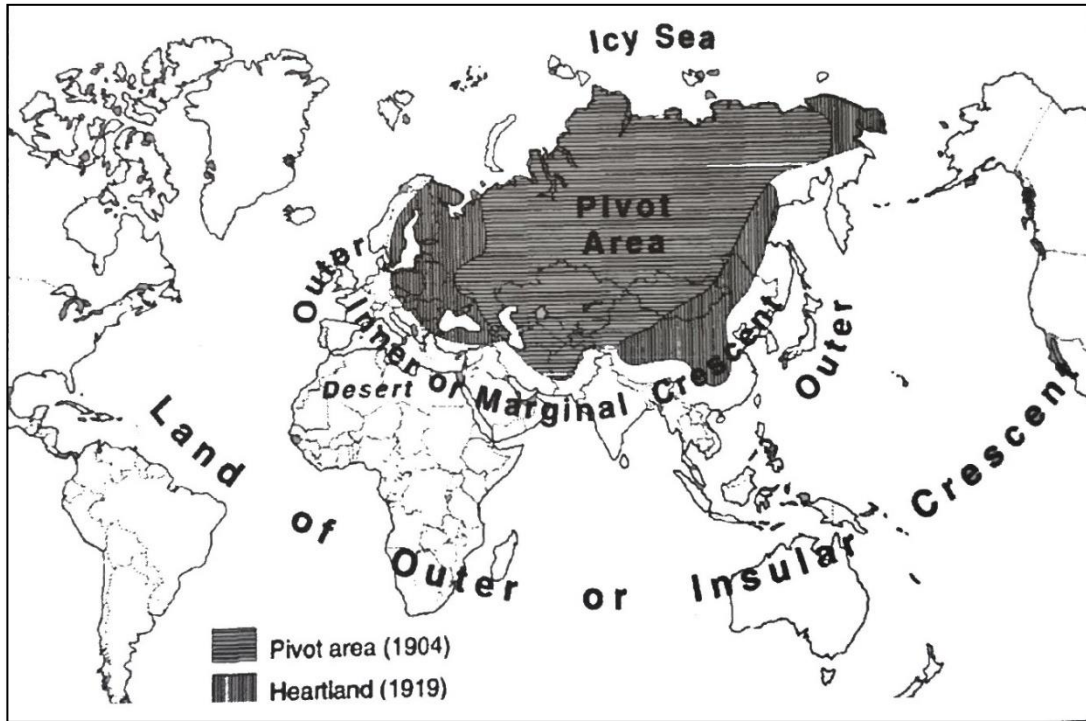 Icy Sea
Pivot
Area
Outer
Inner or Marginal Crescent
Desert
Outer
Land of Outer or Insular Crescent
Pivot area (1904)
Heartland (1919)